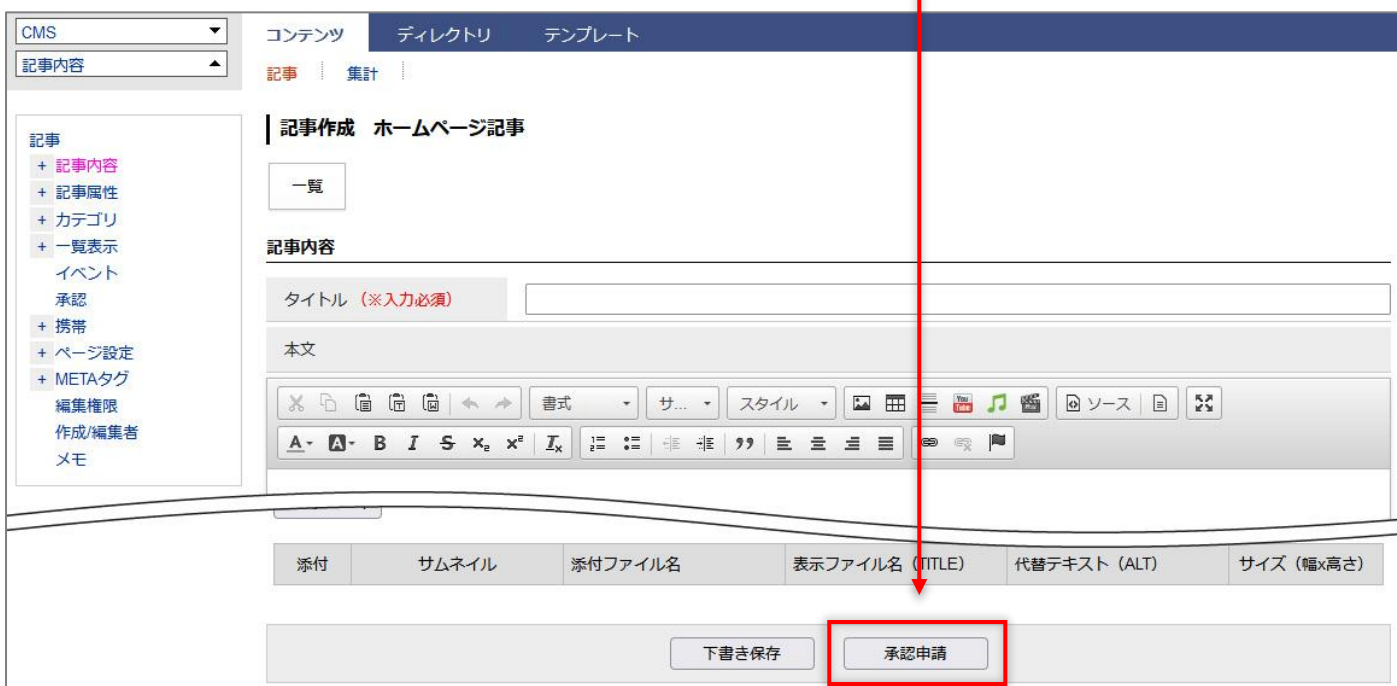 CMS
記事内容
コンテンツ ディレクトリ テンプレート
記事 集計
記事
+ 記事内容
+ 記事属性
+ カテゴリ
+ 一覧表示
イベント
承認
+ 携帯
+ ページ設定
+ METAタグ
編集権限
作成/編集者
メモ
記事作成 ホームページ記事
一覧
記事内容
タイトル (※入力必須)
本文
書式 サ... スタイル You Tube ソース
A A B I S x₂ x² Ix
添付 サムネイル 添付ファイル名 表示ファイル名 (TITLE) 代替テキスト (ALT) サイズ (幅x高さ)
下書き保存 承認申請